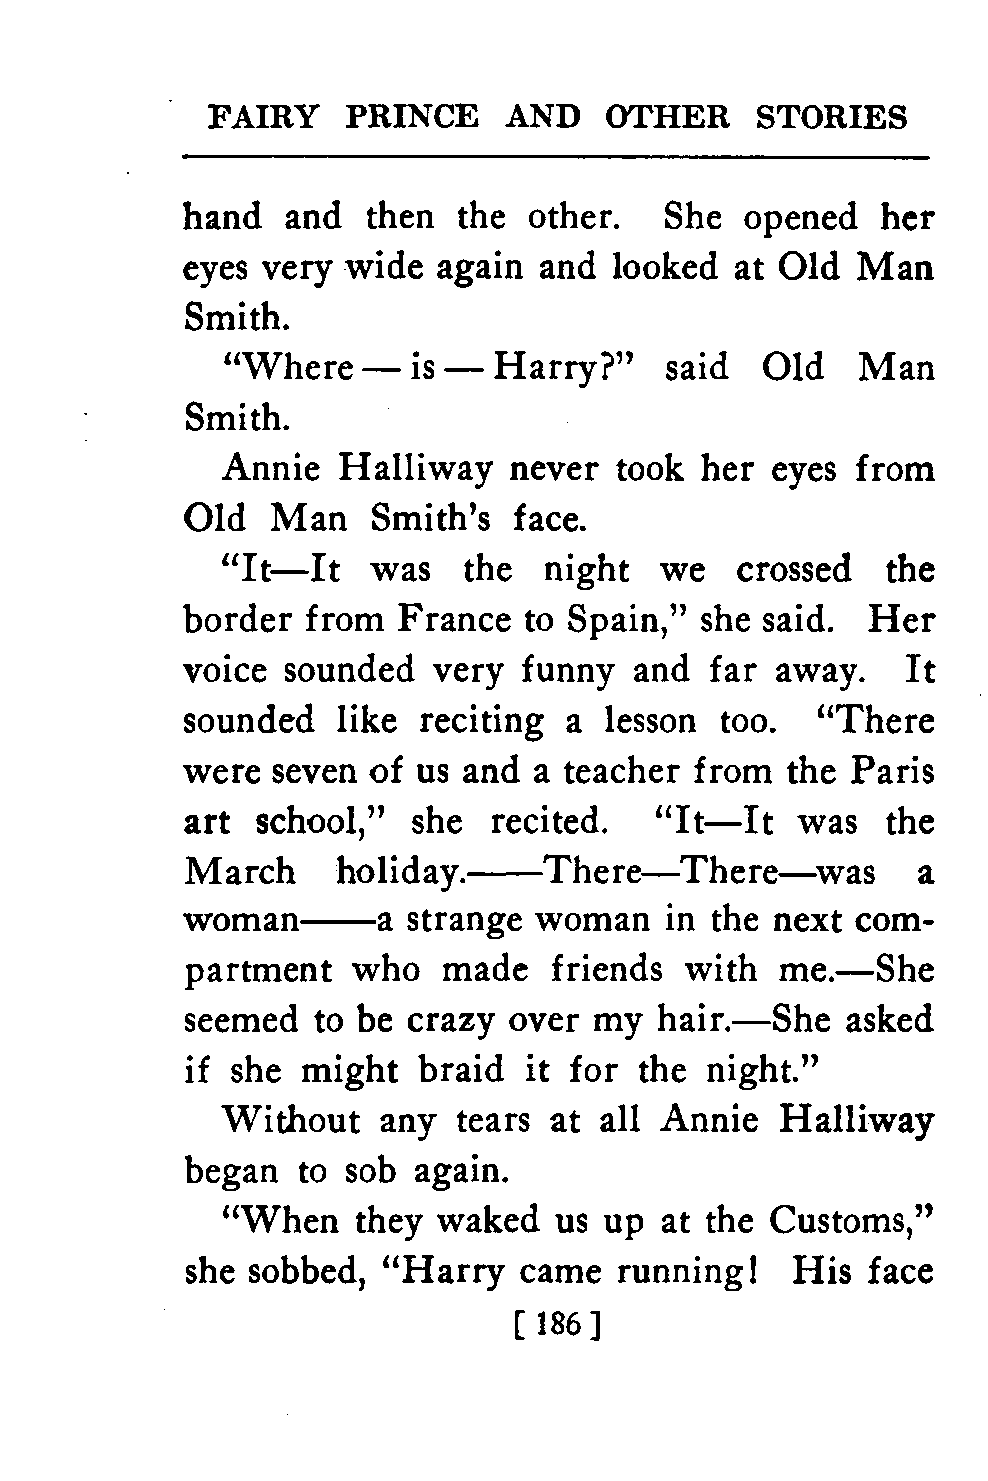 FAIRY PRINCE AND OTHER STORIES
hand and then the other. She opened her
eyes very wide again and looked at Old Man
Smith.
“Where — is — Harry?” said Old Man
Smith.
Annie Halliway never took her eyes from
Old Man Smith’s face.
“It—It was the night we crossed the
border from France to Spain,” she said. Her
voice sounded very funny and far away. It
sounded like reciting a lesson too. “There
were seven of us and a teacher from the Paris
art school,” she recited. “It—It was the
March holiday.——There—There—was a
woman——a strange woman in the next com-
partment who made friends with me.—She
seemed to be crazy over my hair.—She asked
if she might braid it for the night.”
Without any tears at all Annie Halliway
began to sob again.
“When they waked us up at the Customs,”
she sobbed, “Harry came running! His face
[ 186 ]